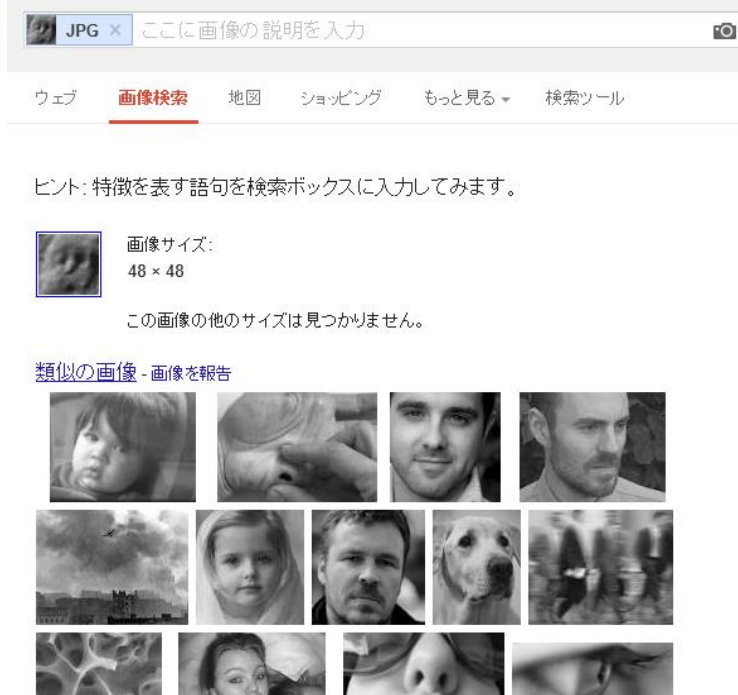 JPG × ここに画像の説明を入力
ウェブ 画像検索 地図 ショッピング もっと見る 検索ツール
ヒント: 特徴を表す語句を検索ボックスに入力してみます。
画像サイズ:
48 × 48
この画像の他のサイズは見つかりません。
類似の画像 - 画像を報告